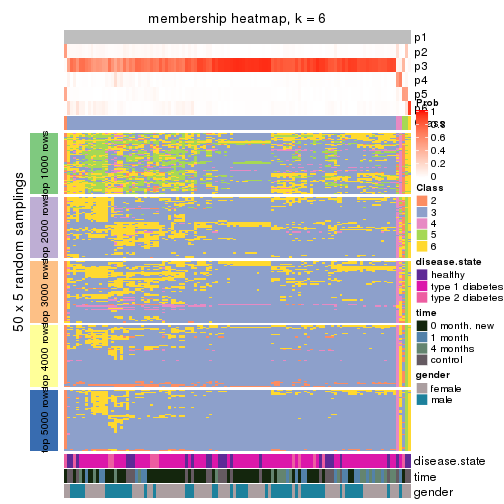 membership heatmap, k = 6
p1
p2
p3
p4
p5
Prob
1
0.8
0.6
0.4
0.2
0
Class
2
3
4
5
6
disease.state
healthy
type 1 diabetes
type 2 diabetes
time
0 month, new
1 month
4 months
control
gender
female
male
50 x 5 random samplings
top 1000 rows
top 2000 rows
top 3000 rows
top 4000 rows
top 5000 rows
disease.state
time
gender